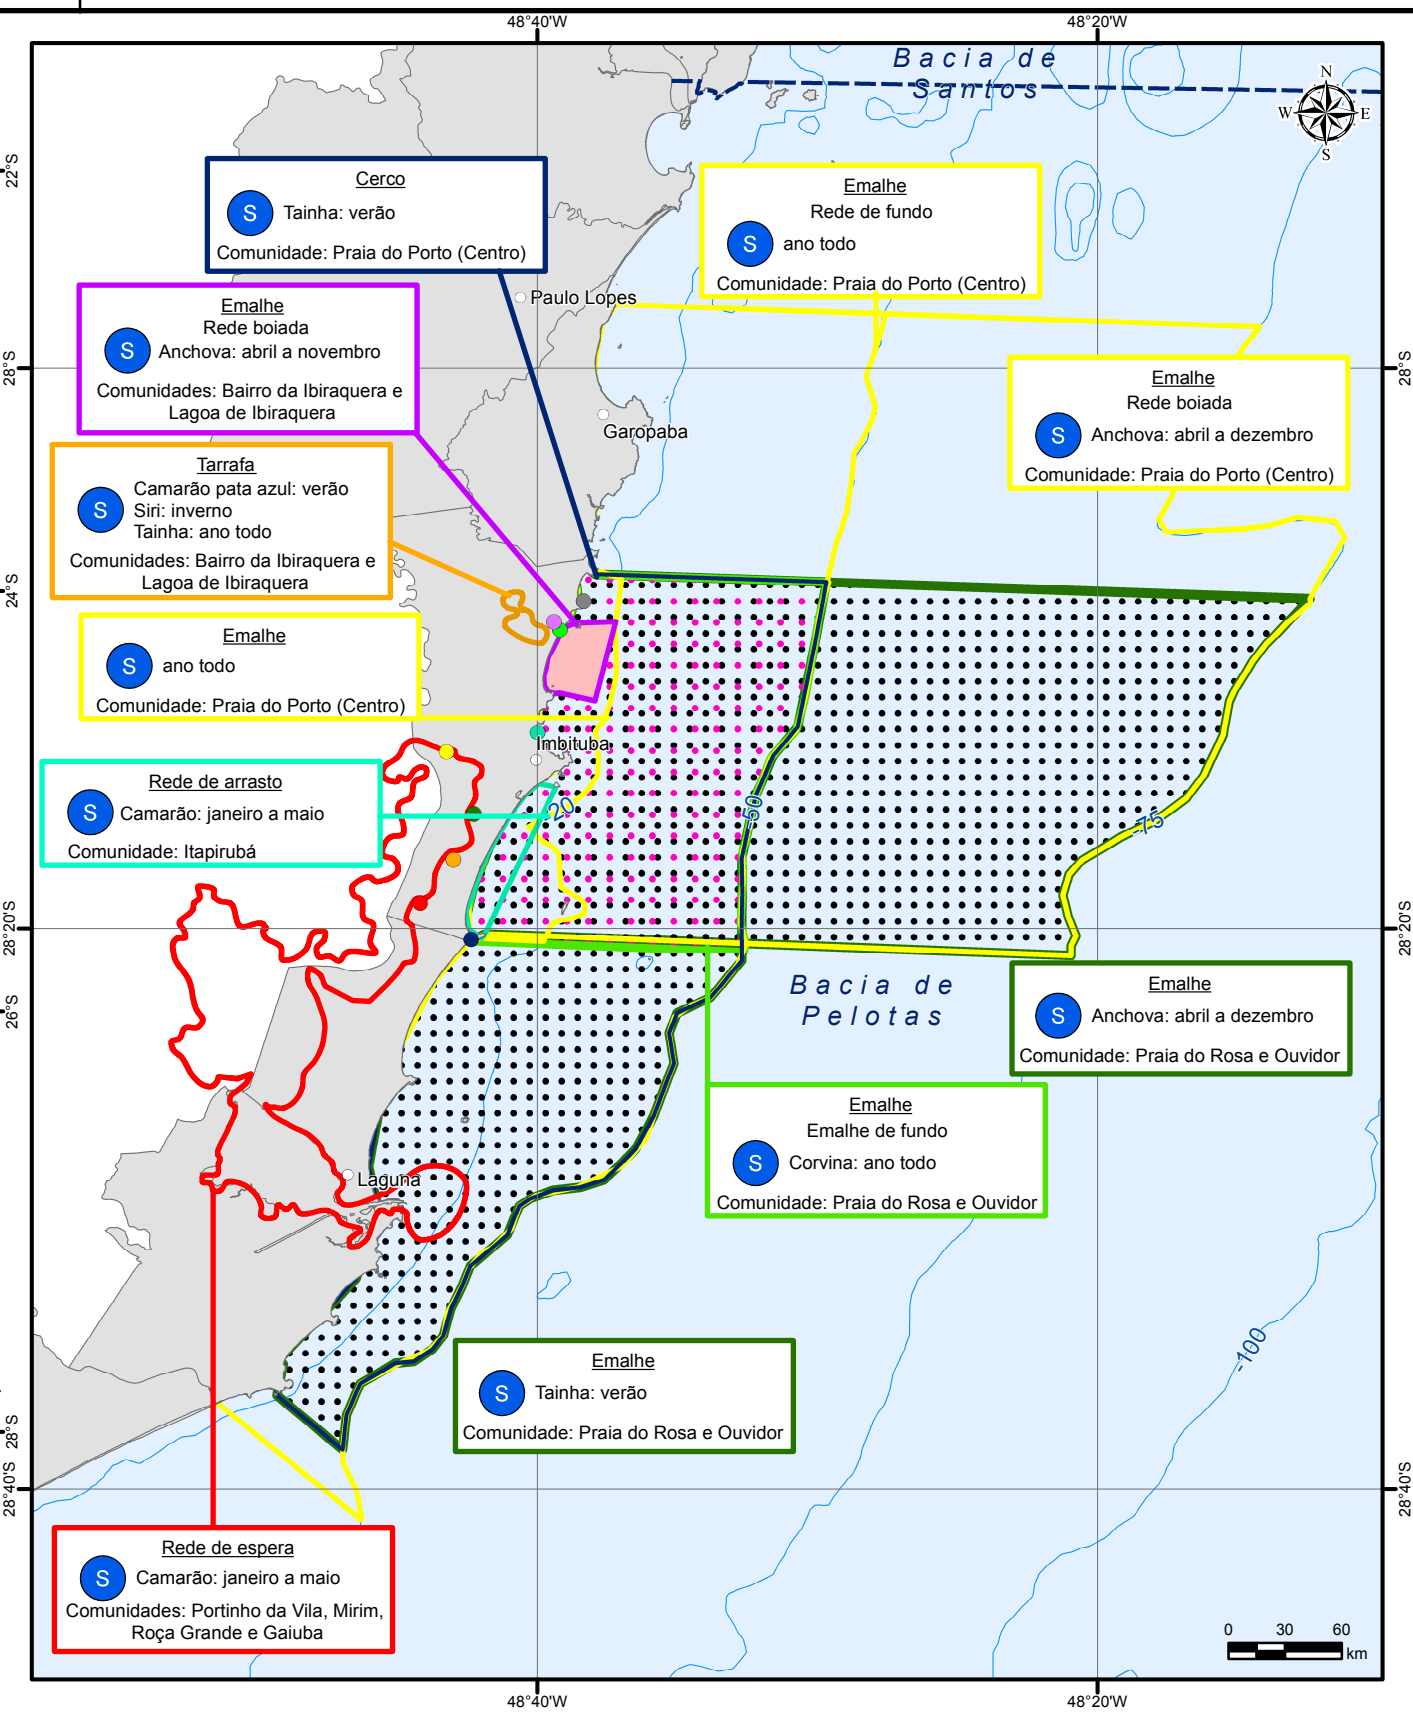 48°40'W
48°20'W
Bacia de
Santos
N
W
E
S
22°S
Cerco
S
Tainha: verão
Comunidade: Praia do Porto (Centro)
Emalhe
Rede de fundo
S
ano todo
Comunidade: Praia do Porto (Centro)
Emalhe
Rede boiada
S
Anchova: abril a novembro
Comunidades: Bairro da Ibiraquera e
Lagoa de Ibiraquera
Paulo Lopes
28°S
28°S
Emalhe
Rede boiada
S
Anchova: abril a dezembro
Comunidade: Praia do Porto (Centro)
Garopaba
Tarrafa
Camarão pata azul: verão
S
Siri: inverno
Tainha: ano todo
Comunidades: Bairro da Ibiraquera e
Lagoa de Ibiraquera
24°S
Emalhe
S
ano todo
Comunidade: Praia do Porto (Centro)
Imbituba
Rede de arrasto
S
Camarão: janeiro a maio
Comunidade: Itapirubá
-20
-50
-75
28°20'S
28°20'S
26°S
Bacia de
Pelotas
Emalhe
S
Anchova: abril a dezembro
Comunidade: Praia do Rosa e Ouvidor
Emalhe
Emalhe de fundo
S
Corvina: ano todo
Comunidade: Praia do Rosa e Ouvidor
Laguna
-100
Emalhe
S
Tainha: verão
Comunidade: Praia do Rosa e Ouvidor
28°S
28°40'S
28°40'S
Rede de espera
S
Camarão: janeiro a maio
Comunidades: Portinho da Vila, Mirim,
Roça Grande e Gaiuba
0 30 60
km
48°40'W
48°20'W